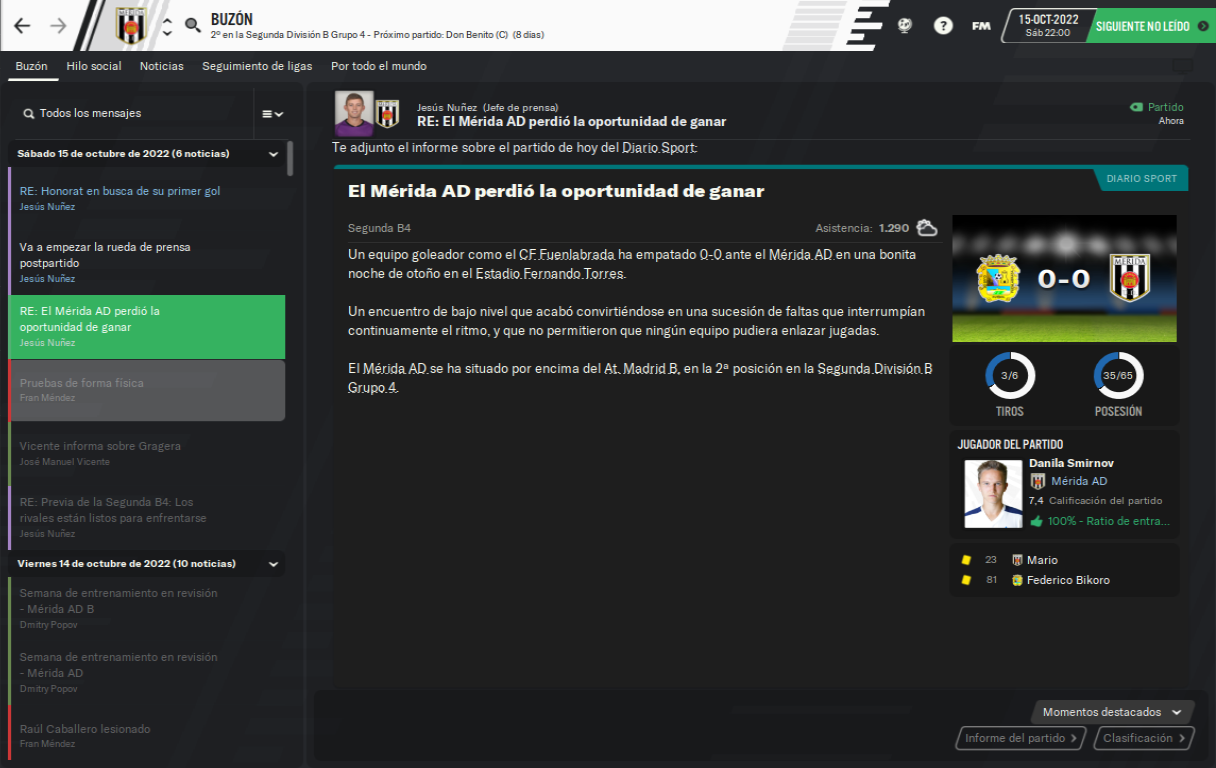 BUZÓN
2º en la Segunda División B Grupo 4 - Próximo partido: Don Benito (C) (8 dias)
FM
15-OCT-2022
Sáb 22:00
SIGUIENTE NO LEÍDO
Buzón
Hilo social
Noticias
Seguimiento de ligas
Por todo el mundo
Todos los mensajes
Sábado 15 de octubre de 2022 (6 noticias)
RE: Honorat en busca de su primer gol
Jesús Nuñez
Va a empezar la rueda de prensa
postpartido
Jesús Nuñez
RE: El Mérida AD perdió la
oportunidad de ganar
Jesús Nuñez
Pruebas de forma física
Fran Méndez
Vicente informa sobre Gragera
José Manuel Vicente
RE: Previa de la Segunda B4: Los
rivales están listos para enfrentarse
Jesús Nuñez
Viernes 14 de octubre de 2022 (10 noticias)
Semana de entrenamiento en revisión
- Mérida AD B
Dmitry Popov
Semana de entrenamiento en revisión
- Mérida AD
Dmitry Popov
Raúl Caballero lesionado
Fran Méndez
Jesús Nuñez (Jefe de prensa)
RE: El Mérida AD perdió la oportunidad de ganar
Partido
Ahora
Te adjunto el informe sobre el partido de hoy del Diario Sport:
El Mérida AD perdió la oportunidad de ganar
DIARIO SPORT
Segunda B4
Asistencia: 1.290
Un equipo goleador como el CF Fuenlabrada ha empatado 0-0 ante el Mérida AD en una bonita
noche de otoño en el Estadio Fernando Torres.
Un encuentro de bajo nivel que acabó convirtiéndose en una sucesión de faltas que interrumpían
continuamente el ritmo, y que no permitieron que ningún equipo pudiera enlazar jugadas.
El Mérida AD se ha situado por encima del At. Madrid B, en la 2ª posición en la Segunda División B
Grupo 4.
0-0
MÉRIDA
3/6
TIROS
35/65
POSESIÓN
JUGADOR DEL PARTIDO
Danila Smirnov
Mérida AD
7,4 Calificación del partido
100% - Ratio de entra...
23 Mario
81 Federico Bikoro
Momentos destacados
Informe del partido
Clasificación